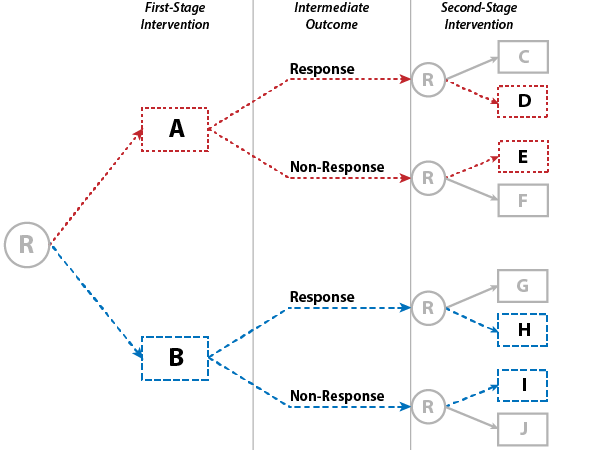 First-Stage
Intervention
Intermediate
Outcome
Second-Stage
Intervention
R
A
Response
R
C
D
Non-Response
R
E
F
B
Response
R
G
H
Non-Response
R
I
J